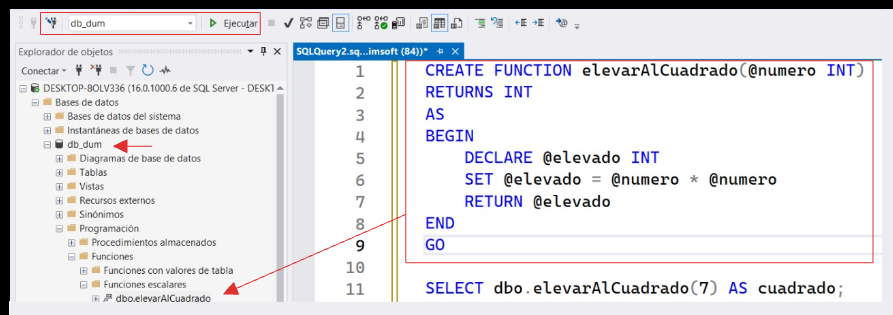 db_dum
Ejecutar
Explorador de objetos
Conectar
DESKTOP-8OLV336 (16.0.1000.6 de SQL Server - DESKT
Bases de datos
Bases de datos del sistema
Instantáneas de bases de datos
db_dum
Diagramas de base de datos
Tablas
Vistas
Recursos externos
Sinónimos
Programación
Procedimientos almacenados
Funciones
Funciones con valores de tabla
Funciones escalares
dbo.elevarAlCuadrado
SQLQuery2.sq...imsoft (84))*
1 CREATE FUNCTION elevarAlCuadrado(@numero INT)
2 RETURNS INT
3 AS
4 BEGIN
5 DECLARE @elevado INT
6 SET @elevado = @numero * @numero
7 RETURN @elevado
8 END
9 GO
10
11 SELECT dbo.elevarAlCuadrado(7) AS cuadrado;